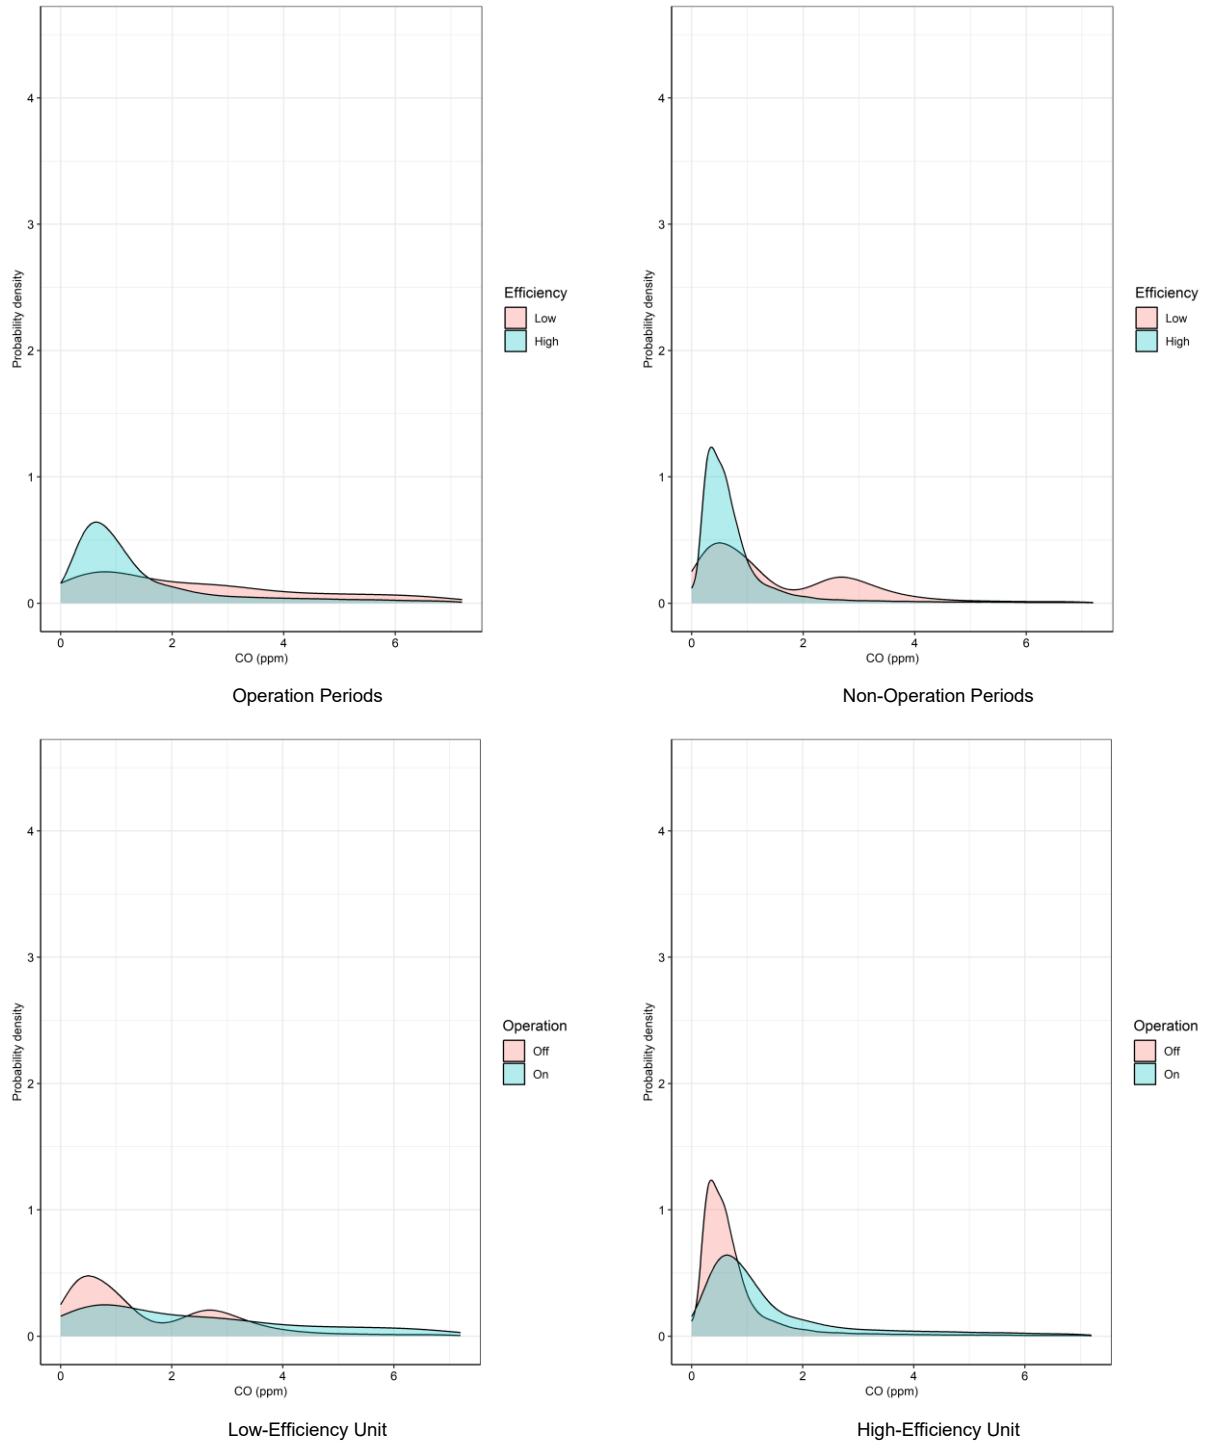 4
3
2
1
0
Probability density
0 2 4 6
CO (ppm)
Efficiency
Low
High
Operation Periods
4
3
2
1
0
Probability density
0 2 4 6
CO (ppm)
Efficiency
Low
High
Non-Operation Periods
4
3
2
1
0
Probability density
0 2 4 6
CO (ppm)
Operation
Off
On
Low-Efficiency Unit
4
3
2
1
0
Probability density
0 2 4 6
CO (ppm)
Operation
Off
On
High-Efficiency Unit